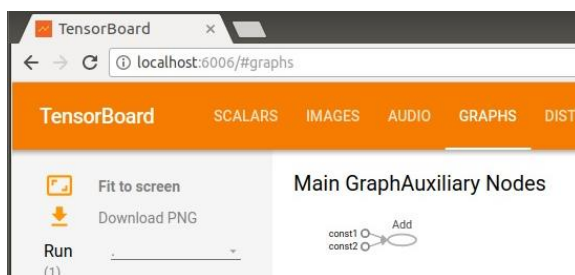 TensorBoard ×
localhost:6006/#graphs
TensorBoard SCALARS IMAGES AUDIO GRAPHS DIST
Fit to screen
Download PNG
Run .
(1)
Main GraphAuxiliary Nodes
Add
const1
const2